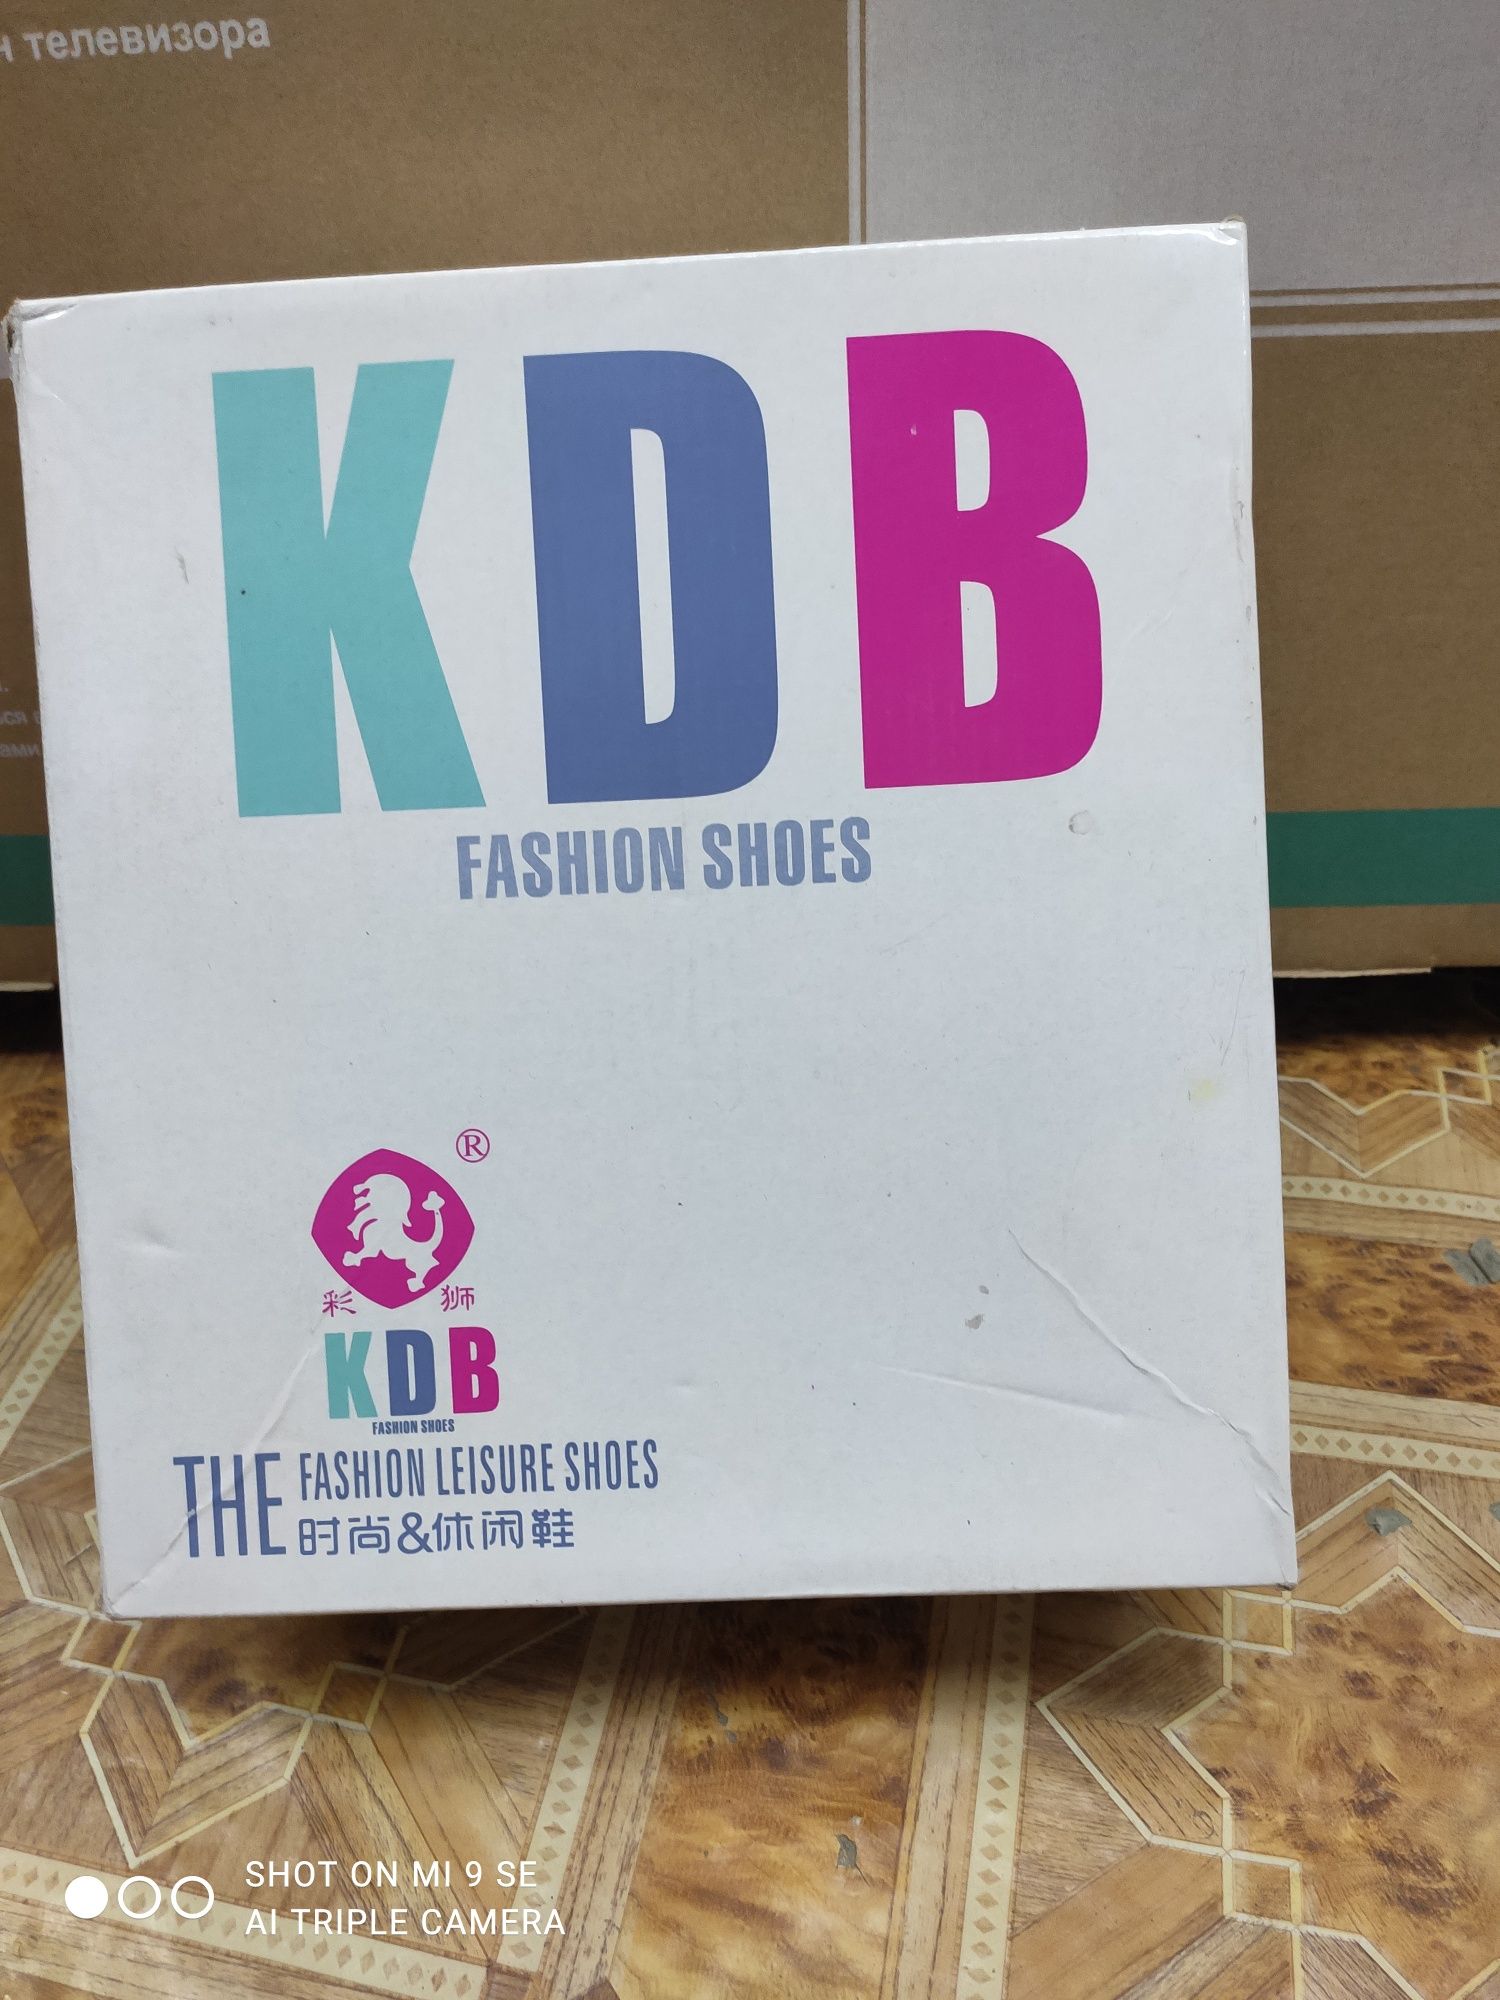 телевизора
KDB
FASHION SHOES
®
彩 狮
KDB
FASHION SHOES
THE FASHION LEISURE SHOES
时尚&休闲鞋
SHOT ON MI 9 SE
AI TRIPLE CAMERA